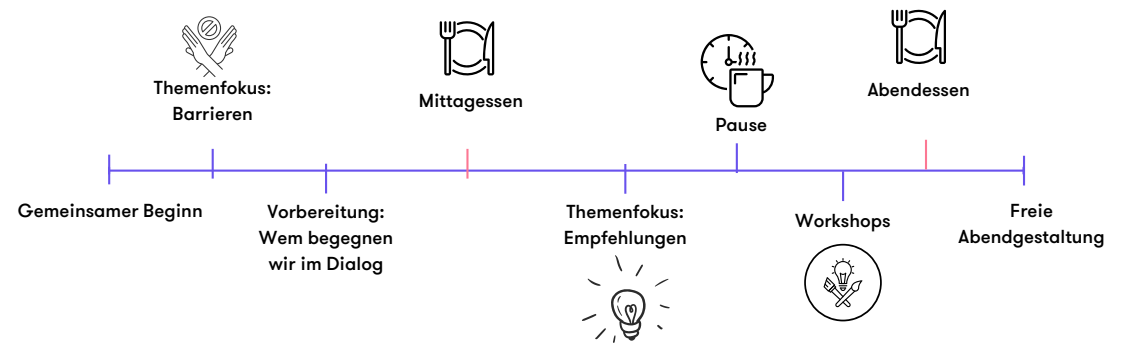 Themenfokus:
Barrieren
Mittagessen
Pause
Abendessen
Gemeinsamer Beginn
Vorbereitung:
Wem begegnen
wir im Dialog
Themenfokus:
Empfehlungen
Workshops
Freie
Abendgestaltung